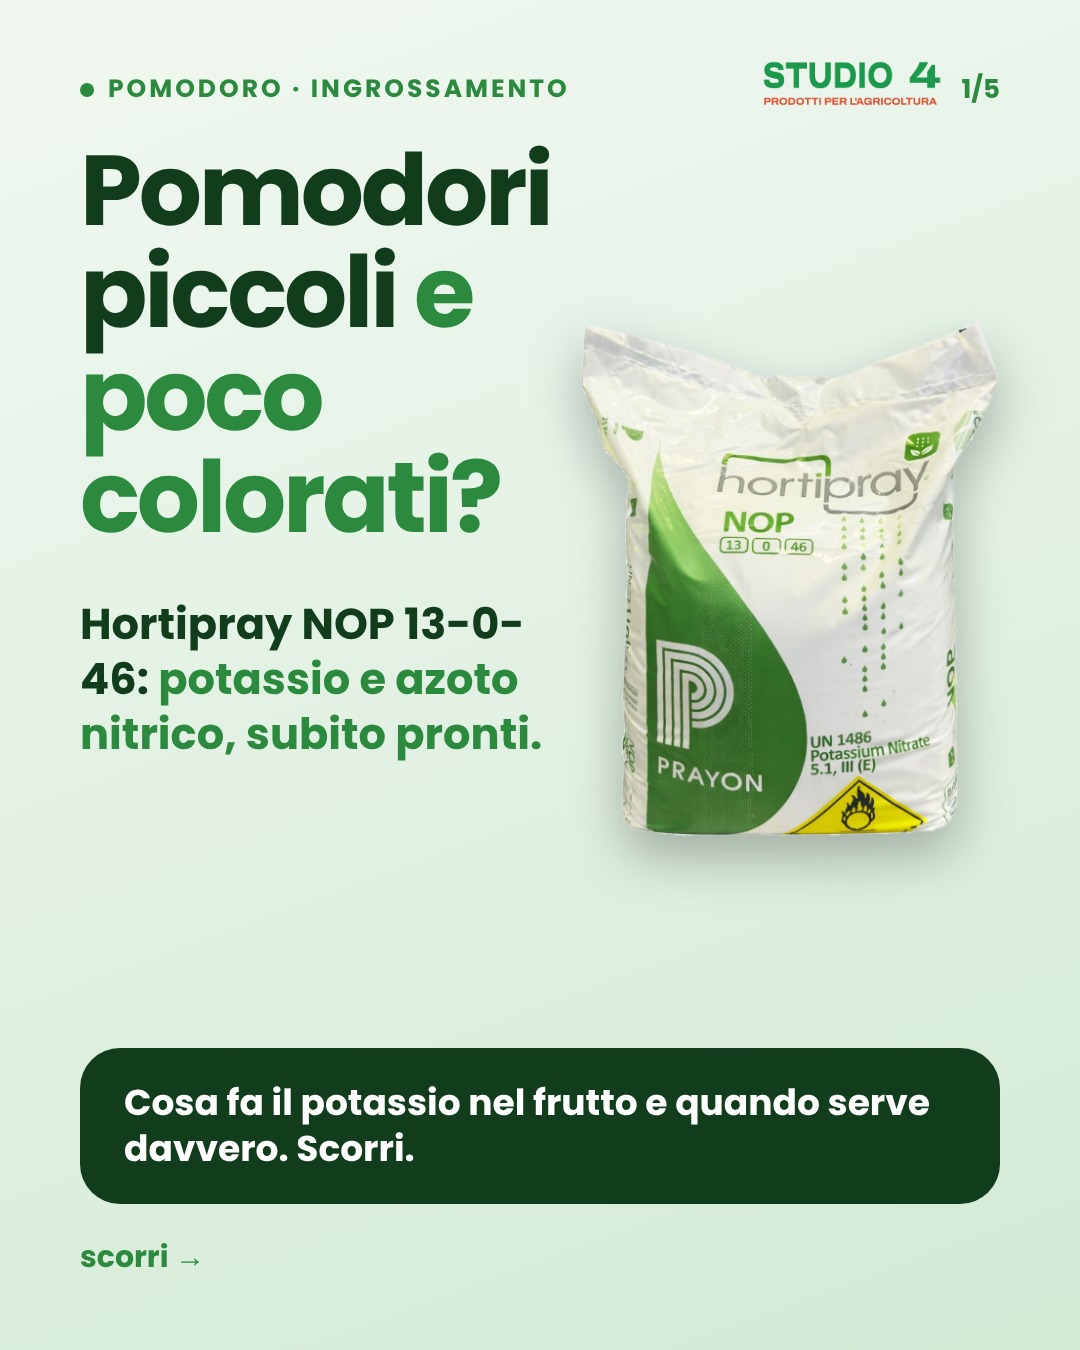 POMODORO · INGROSSAMENTO
STUDIO 4
PRODOTTI PER L'AGRICOLTURA
1/5
Pomodori
piccoli e
poco
colorati?
Hortipray NOP 13-0-
46: potassio e azoto
nitrico, subito pronti.
hortipray
NOP
13 0 46
PRAYON
UN 1486
Potassium Nitrate
5.1, III (E)
NOP
Cosa fa il potassio nel frutto e quando serve
davvero. Scorri.
scorri →